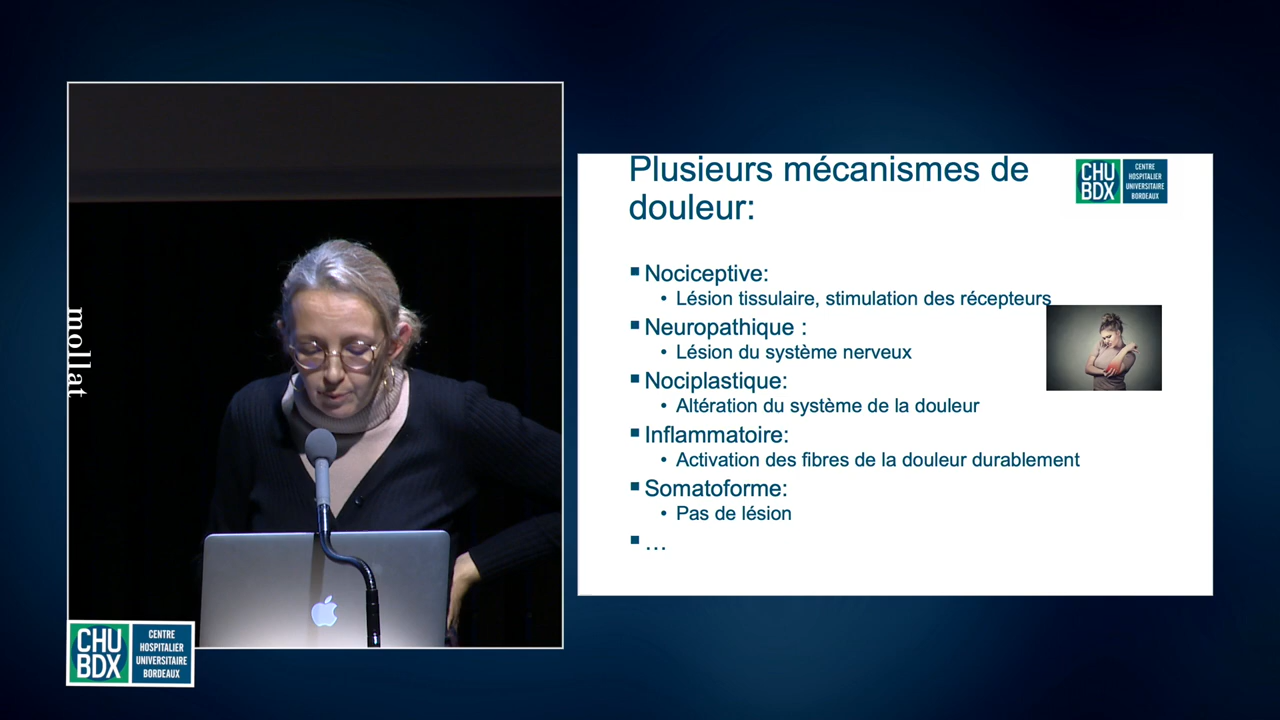 mollat
CHU
BDX
CENTRE
HOSPITALIER
UNIVERSITAIRE
BORDEAUX
Plusieurs mécanismes de
douleur:
CHU
BDX
CENTRE
HOSPITALIER
UNIVERSITAIRE
BORDEAUX
▪ Nociceptive:
• Lésion tissulaire, stimulation des récepteurs
▪ Neuropathique :
• Lésion du système nerveux
▪ Nociplastique:
• Altération du système de la douleur
▪ Inflammatoire:
• Activation des fibres de la douleur durablement
▪ Somatoforme:
• Pas de lésion
▪ …